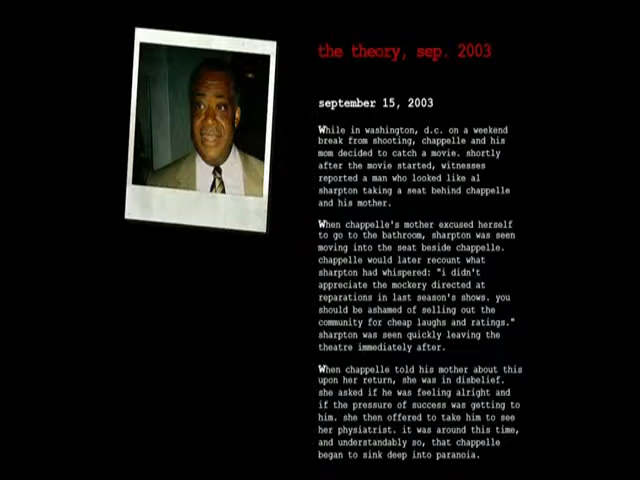 the theory, sep. 2003
september 15, 2003
While in washington, d.c. on a weekend
break from shooting, chappelle and his
mom decided to catch a movie. shortly
after the movie started, witnesses
reported a man who looked like al
sharpton taking a seat behind chappelle
and his mother.
When chappelle's mother excused herself
to go to the bathroom, sharpton was seen
moving into the seat beside chappelle.
chappelle would later recount what
sharpton had whispered: "i didn't
appreciate the mockery directed at
reparations in last season's shows. you
should be ashamed of selling out the
community for cheap laughs and ratings."
sharpton was seen quickly leaving the
theatre immediately after.
When chappelle told his mother about this
upon her return, she was in disbelief.
she asked if he was feeling alright and
if the pressure of success was getting to
him. she then offered to take him to see
her physiatrist. it was around this time,
and understandably so, that chappelle
began to sink deep into paranoia.